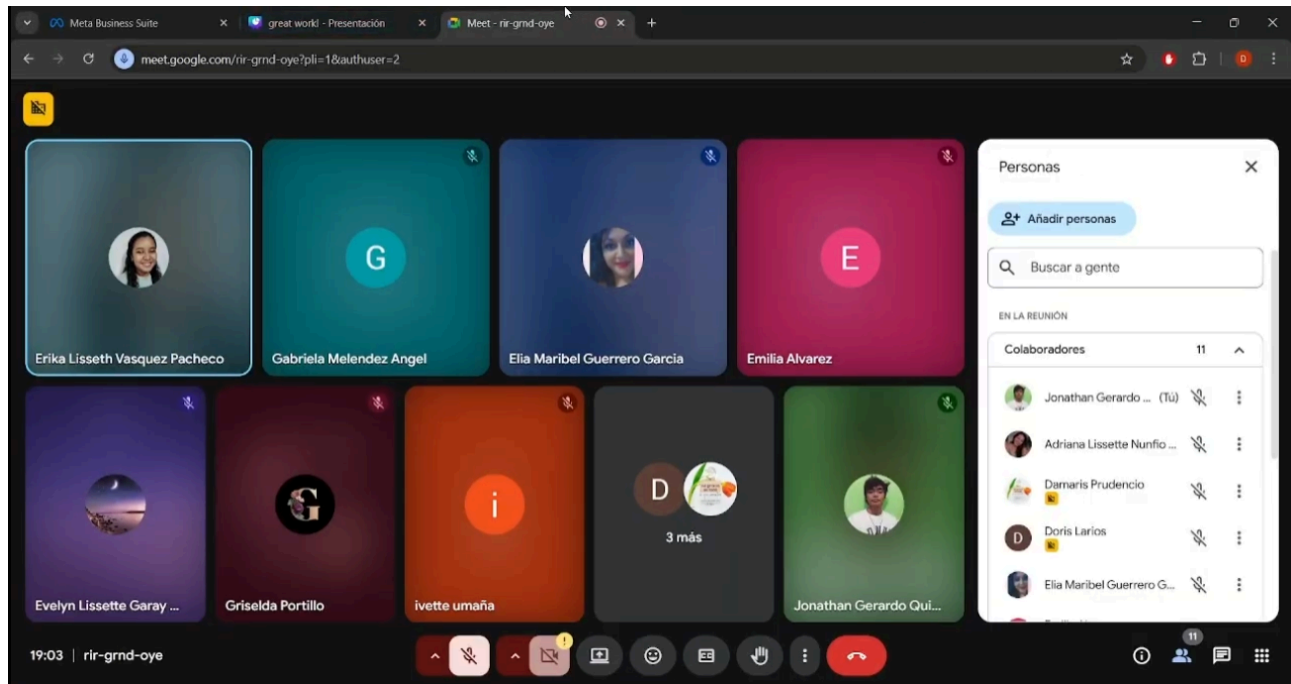 Meta Business Suite
great world - Presentación
Meet - rir-grnd-oye
meet.google.com/rir-grnd-oye?pli=1&authuser=2
D
Erika Lisseth Vasquez Pacheco
G
Gabriela Melendez Angel
Elia Maribel Guerrero Garcia
E
Emilia Alvarez
Evelyn Lissette Garay ...
G
Griselda Portillo
i
ivette umaña
D
3 más
Jonathan Gerardo Qui...
Personas
Añadir personas
Buscar a gente
EN LA REUNIÓN
Colaboradores 11
Jonathan Gerardo ... (Tú)
Adriana Lissette Nunfio ...
Damaris Prudencio
D
Doris Larios
Elia Maribel Guerrero G...
19:03 | rir-grnd-oye
11